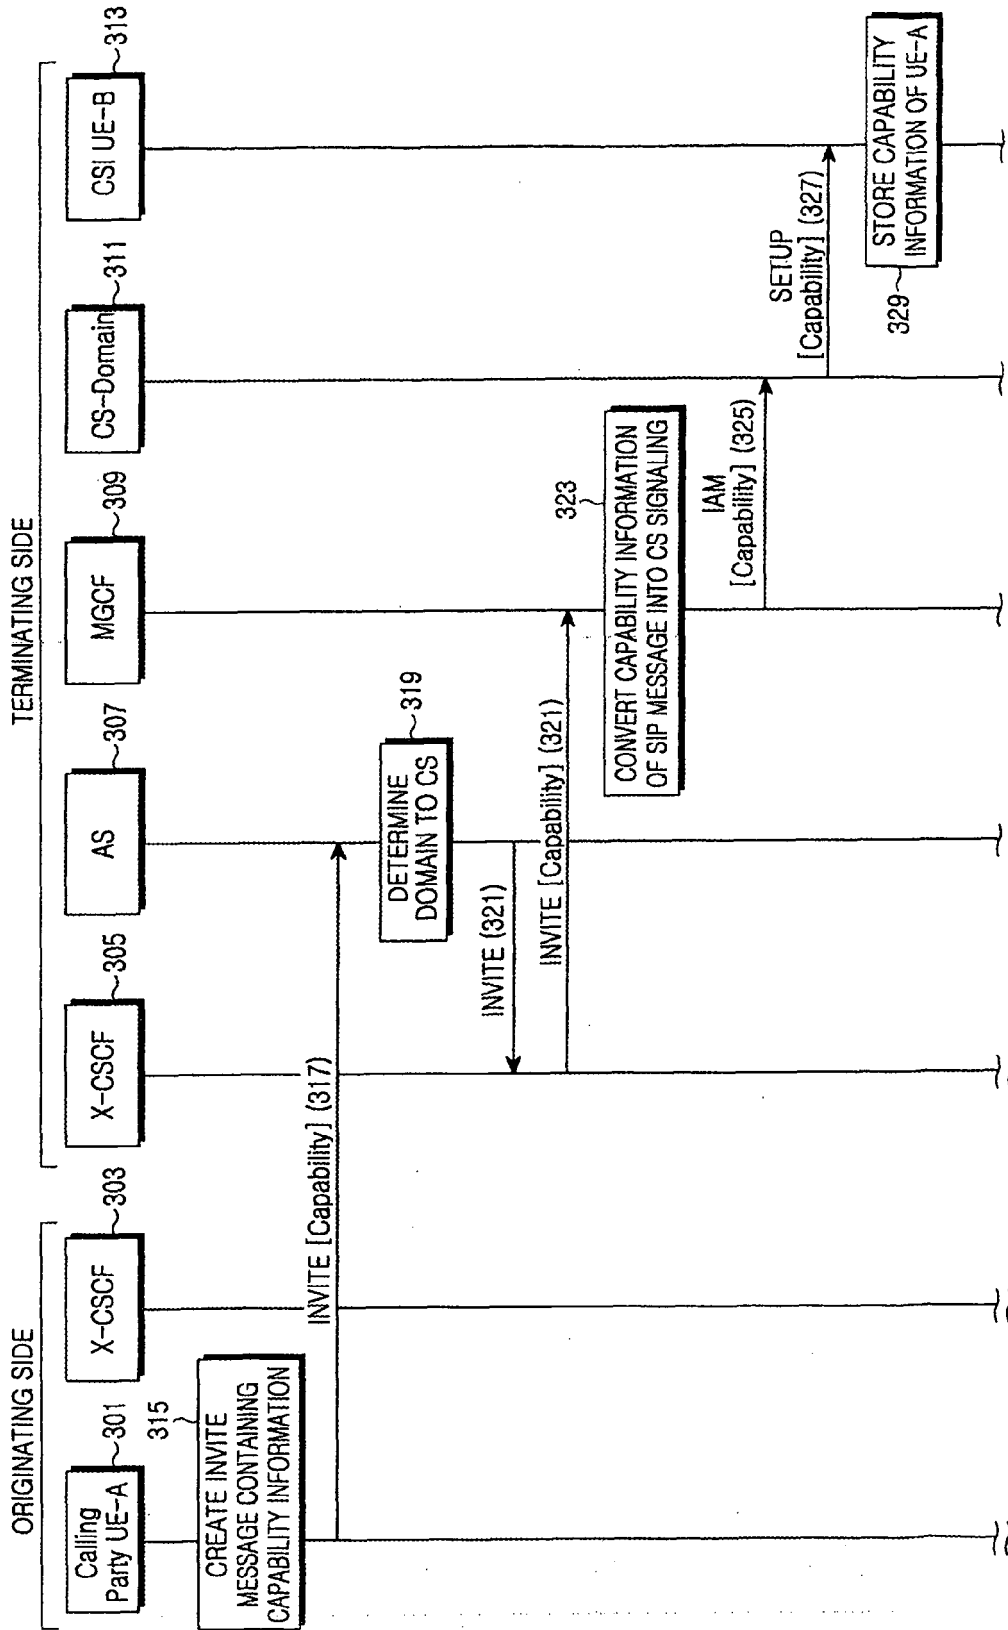 ORIGINATING SIDE
TERMINATING SIDE
Calling
Party UE-A
301
X-CSCF
303
X-CSCF
305
AS
307
MGCF
309
CS-Domain
311
CSI UE-B
313
315
CREATE INVITE
MESSAGE CONTAINING
CAPABILITY INFORMATION
INVITE [Capability] (317)
DETERMINE
DOMAIN TO CS
319
INVITE (321)
INVITE [Capability] (321)
323
CONVERT CAPABILITY INFORMATION
OF SIP MESSAGE INTO CS SIGNALING
IAM
[Capability] (325)
SETUP
[Capability] (327)
329
STORE CAPABILITY
INFORMATION OF UE-A